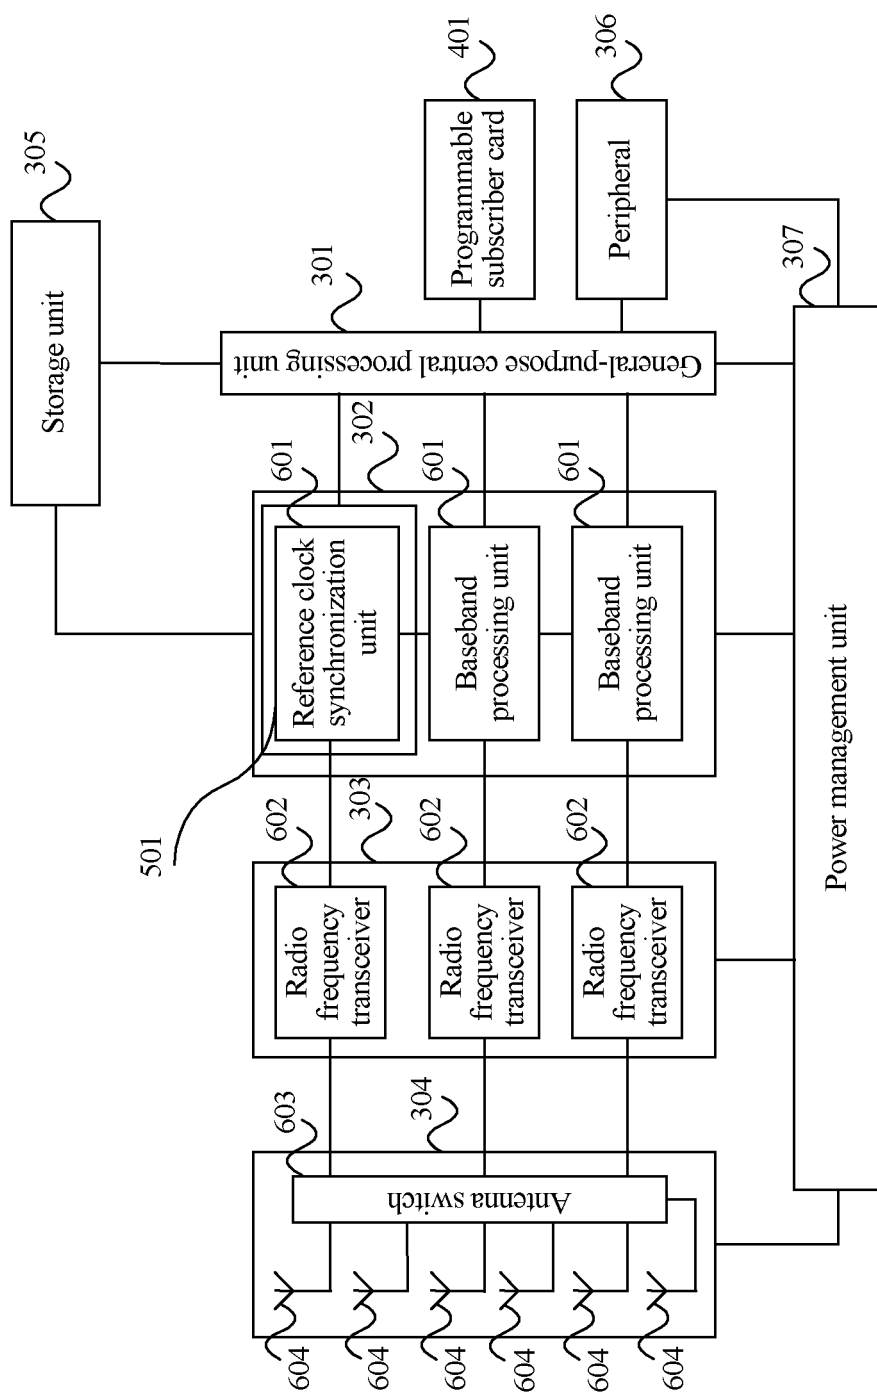 305
Storage unit
501
603
602
601
301
604
Radio
frequency
transceiver
303
Reference clock
synchronization
unit
302
604
304
602
601
401
604
Antenna switch
Radio
frequency
transceiver
Baseband
processing unit
General-purpose central processing unit
Programmable
subscriber card
604
602
601
306
604
Radio
frequency
transceiver
Baseband
processing unit
Peripheral
604
307
Power management unit